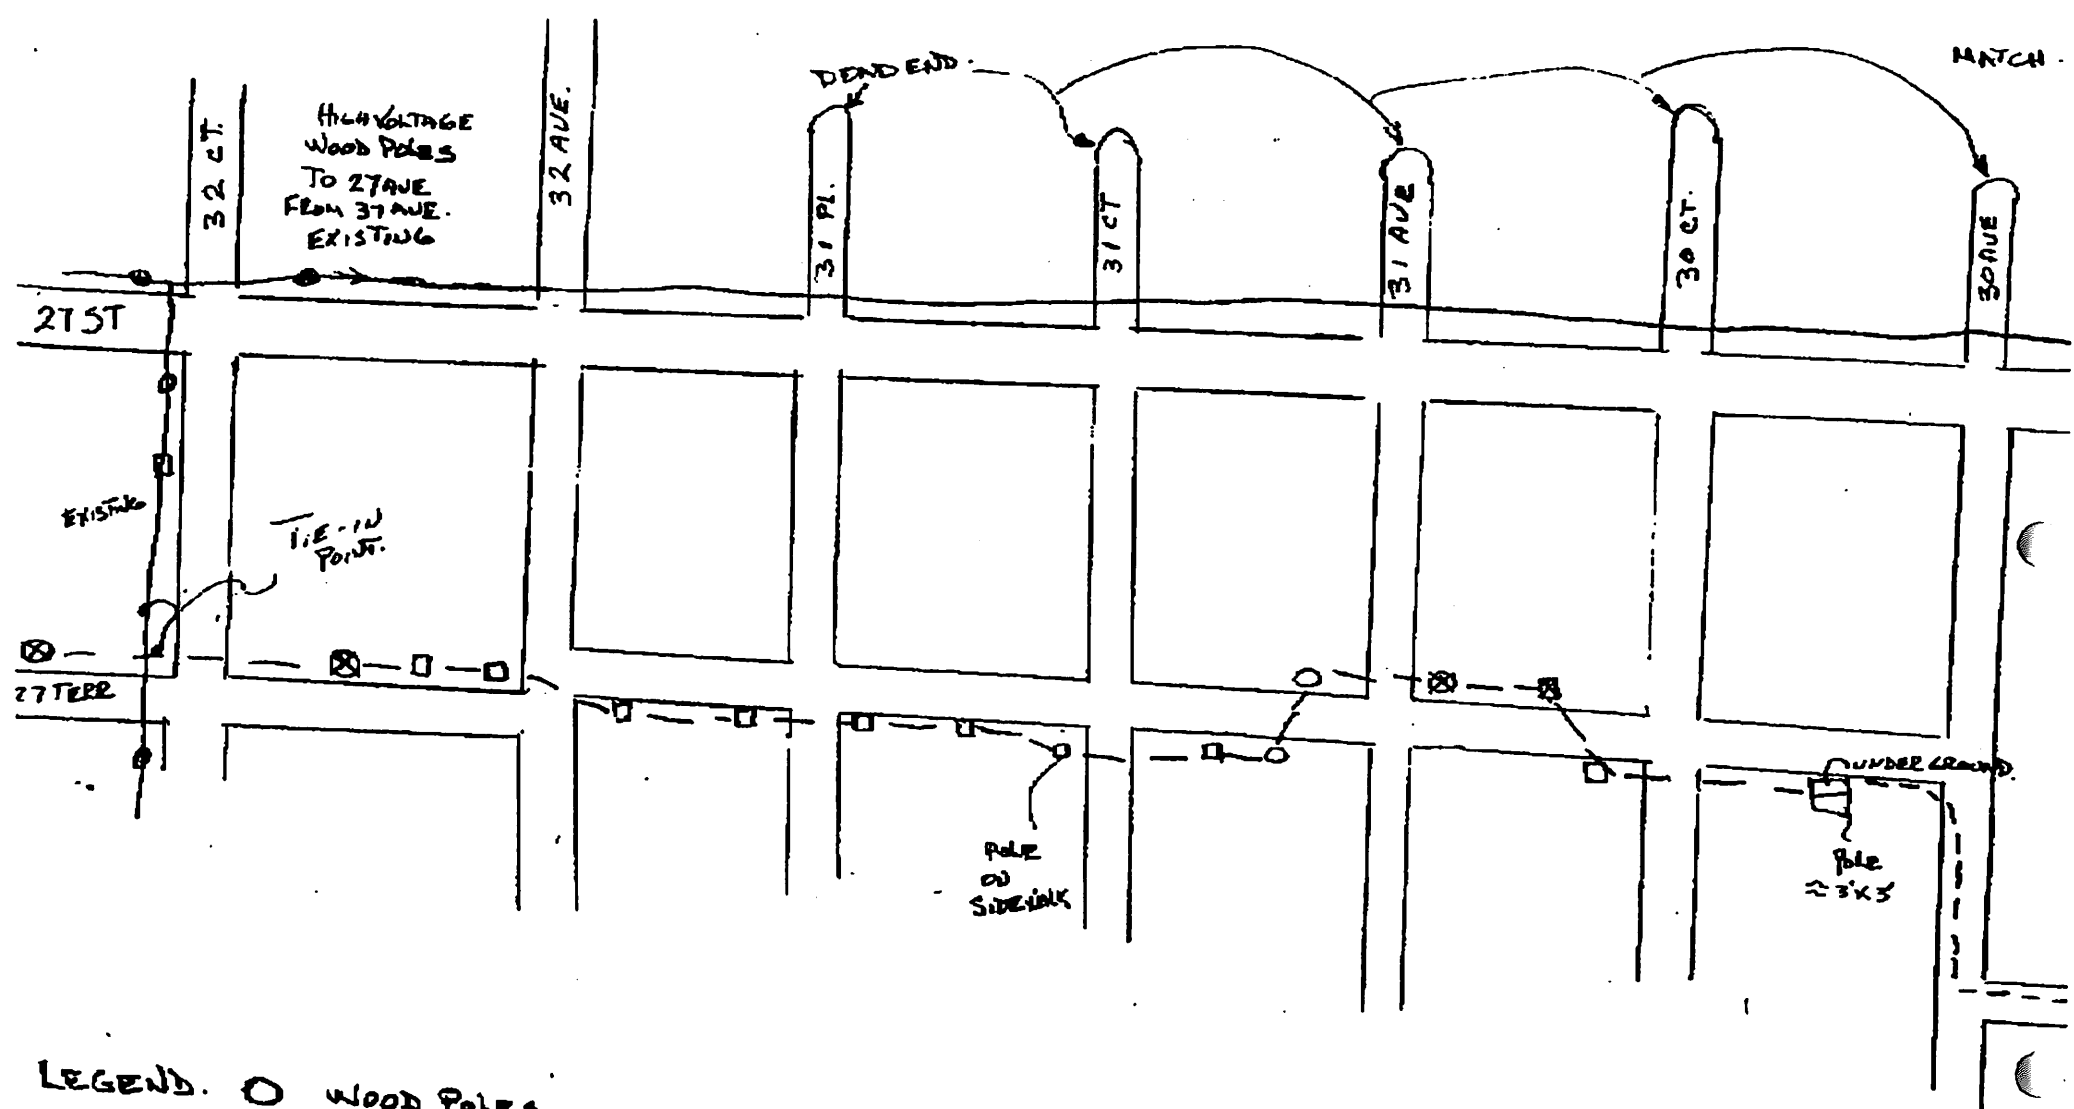 MATCH.
DEAD END.
32 CT.
HIGH VOLTAGE
WOOD POLES
TO 27 AVE
FROM 37 AVE.
EXISTING
32 AVE.
31 PL.
31 CT
31 AVE
30 CT.
30 AVE
27 ST
EXISTING
TIE-IN
POINT.
27 TERR
UNDERGROUND.
POLE
ON
SIDEWALK
POLE
≈ 3'x3'
LEGEND. O WOOD POLES